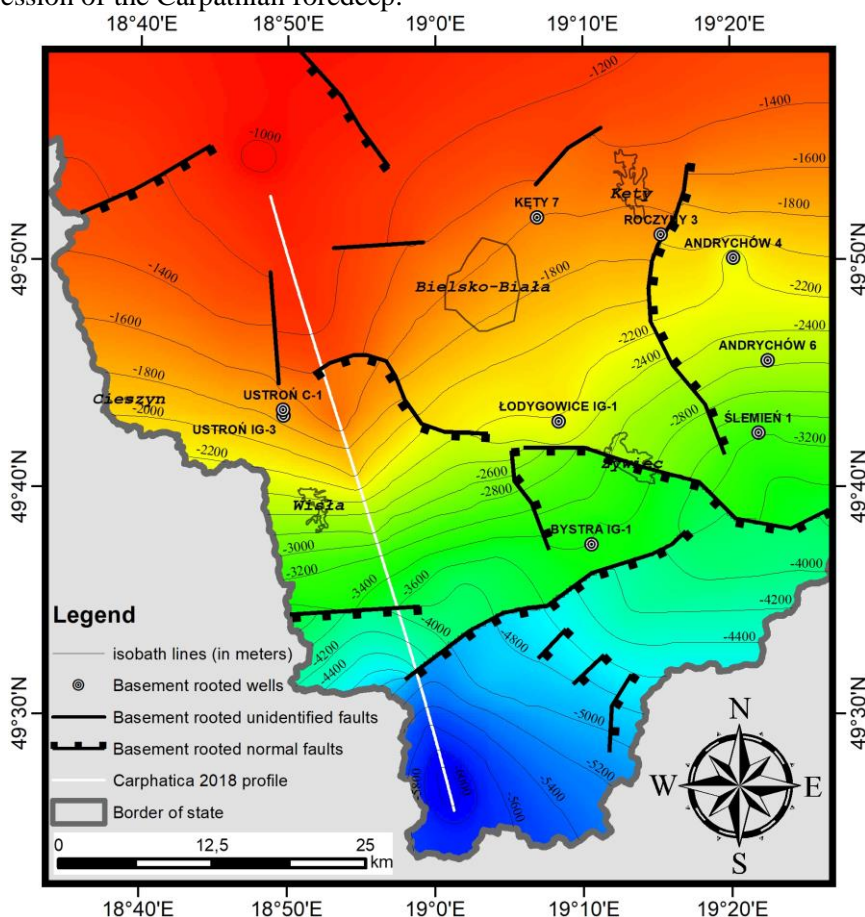 ession of the Carpathian foredeep.
18°40'E 18°50'E 19°0'E 19°10'E 19°20'E
-1200
-1000
-1400
-1600
Kęty
KĘTY 7
-1800
ROCZYNY 3
ANDRYCHÓW 4
49°50'N 49°50'N
-1400
-1800
-2200
Bielsko-Biała
-1600
-2200
-2400
-2400
ANDRYCHÓW 6
-1800
USTROŃ C-1
Cieszyn
-2000
ŁODYGOWICE IG-1
-2800
ŚLEMIEŃ 1
USTROŃ IG-3
-3200
-2200
Żywiec
-2600
49°40'N 49°40'N
-2800
Wisła
BYSTRA IG-1
-3000
-3200
-4000
-3400
-3600
-4200
-4000
-4800
-4400
-4200
-4400
Legend
isobath lines (in meters)
Basement rooted wells
Basement rooted unidentified faults
Basement rooted normal faults
Carphatica 2018 profile
Border of state
0 12,5 25
km
49°30'N 49°30'N
-5000
-5200
-5400
-5600
-5800
-6000
N
W E
S
18°40'E 18°50'E 19°0'E 19°10'E 19°20'E